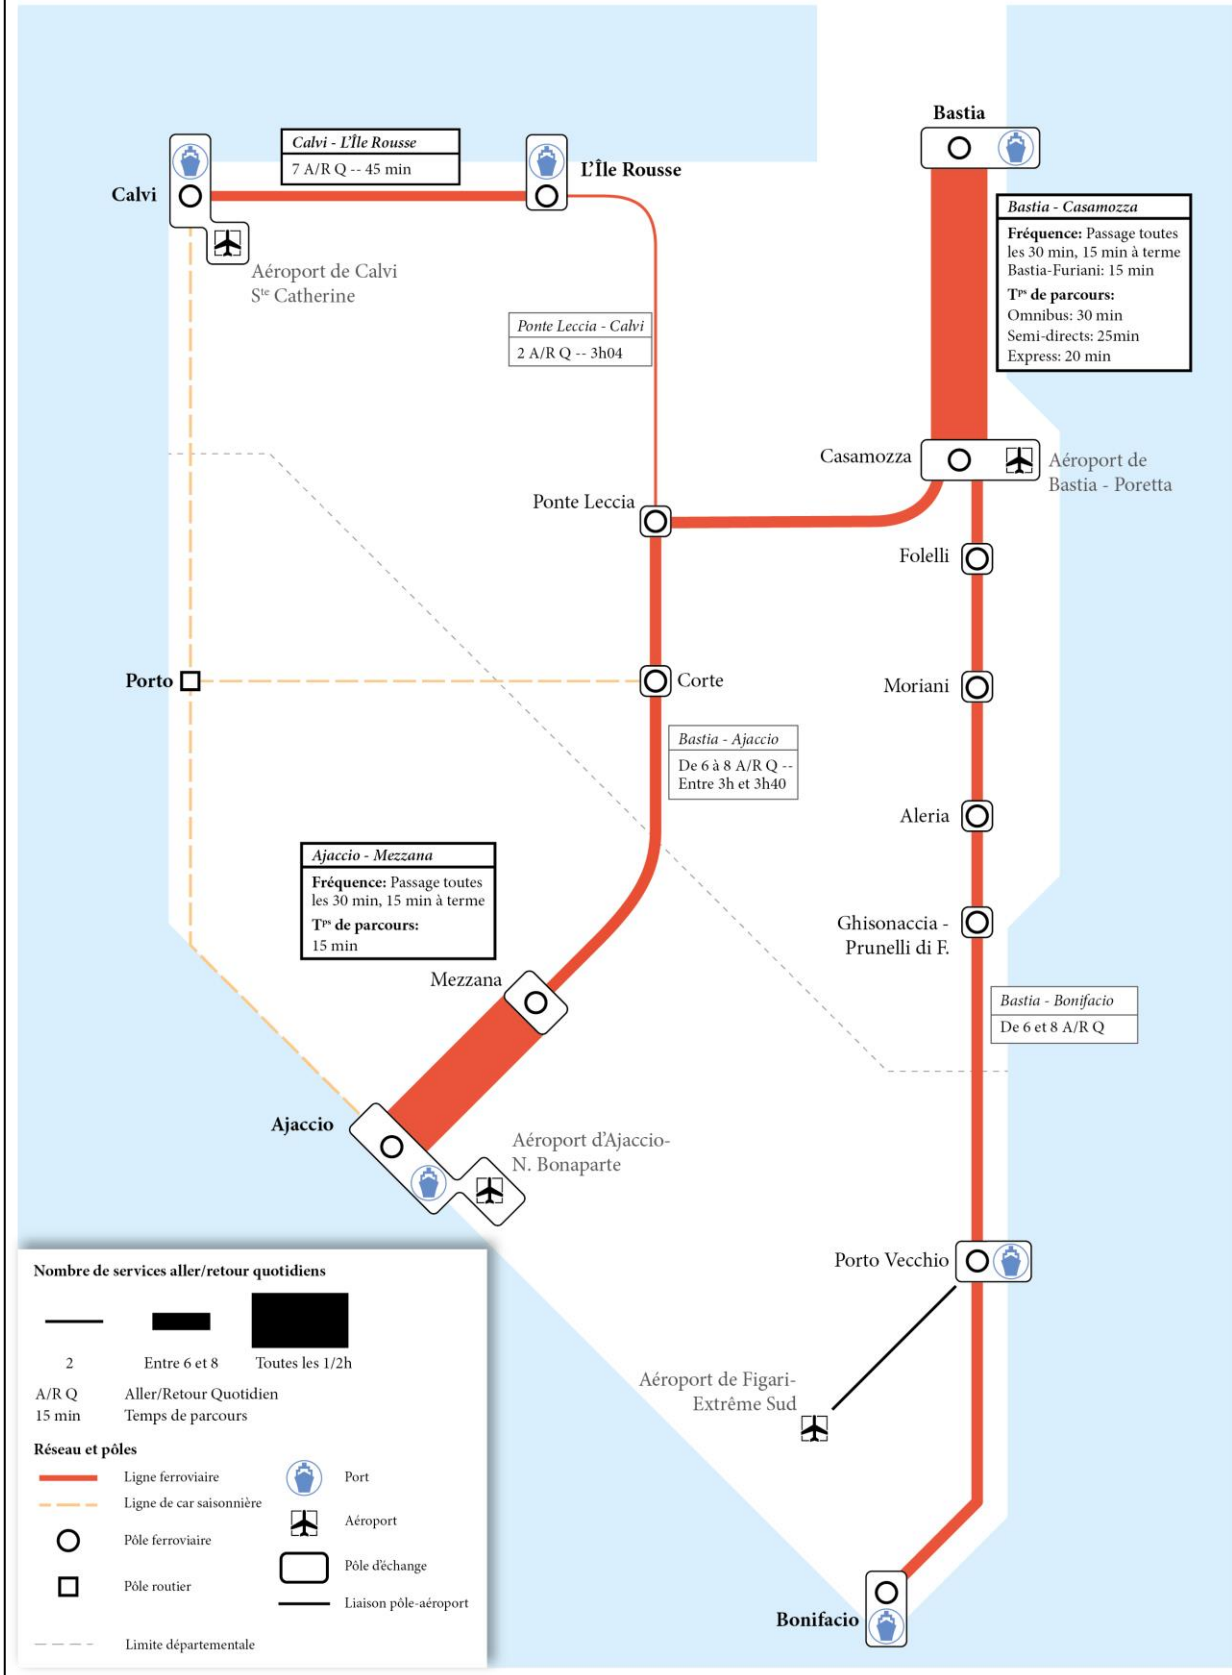 Bastia
Calvi - L'Île Rousse
7 A/R Q -- 45 min
L'Île Rousse
Calvi
Bastia - Casamozza
Fréquence: Passage toutes
les 30 min, 15 min à terme
Bastia-Furiani: 15 min
Tps de parcours:
Omnibus: 30 min
Semi-directs: 25min
Express: 20 min
Aéroport de Calvi
Ste Catherine
Ponte Leccia - Calvi
2 A/R Q -- 3h04
Casamozza
Aéroport de
Bastia - Poretta
Ponte Leccia
Folelli
Porto
Corte
Moriani
Bastia - Ajaccio
De 6 à 8 A/R Q --
Entre 3h et 3h40
Aleria
Ajaccio - Mezzana
Fréquence: Passage toutes
les 30 min, 15 min à terme
Tps de parcours:
15 min
Ghisonaccia -
Prunelli di F.
Mezzana
Bastia - Bonifacio
De 6 et 8 A/R Q
Ajaccio
Aéroport d'Ajaccio-
N. Bonaparte
Porto Vecchio
Aéroport de Figari-
Extrême Sud
Bonifacio
Nombre de services aller/retour quotidiens
2 Entre 6 et 8 Toutes les 1/2h
A/R Q Aller/Retour Quotidien
15 min Temps de parcours
Réseau et pôles
Ligne ferroviaire Port
Ligne de car saisonnière
Aéroport
Pôle ferroviaire
Pôle d'échange
Pôle routier
Liaison pôle-aéroport
Limite départementale